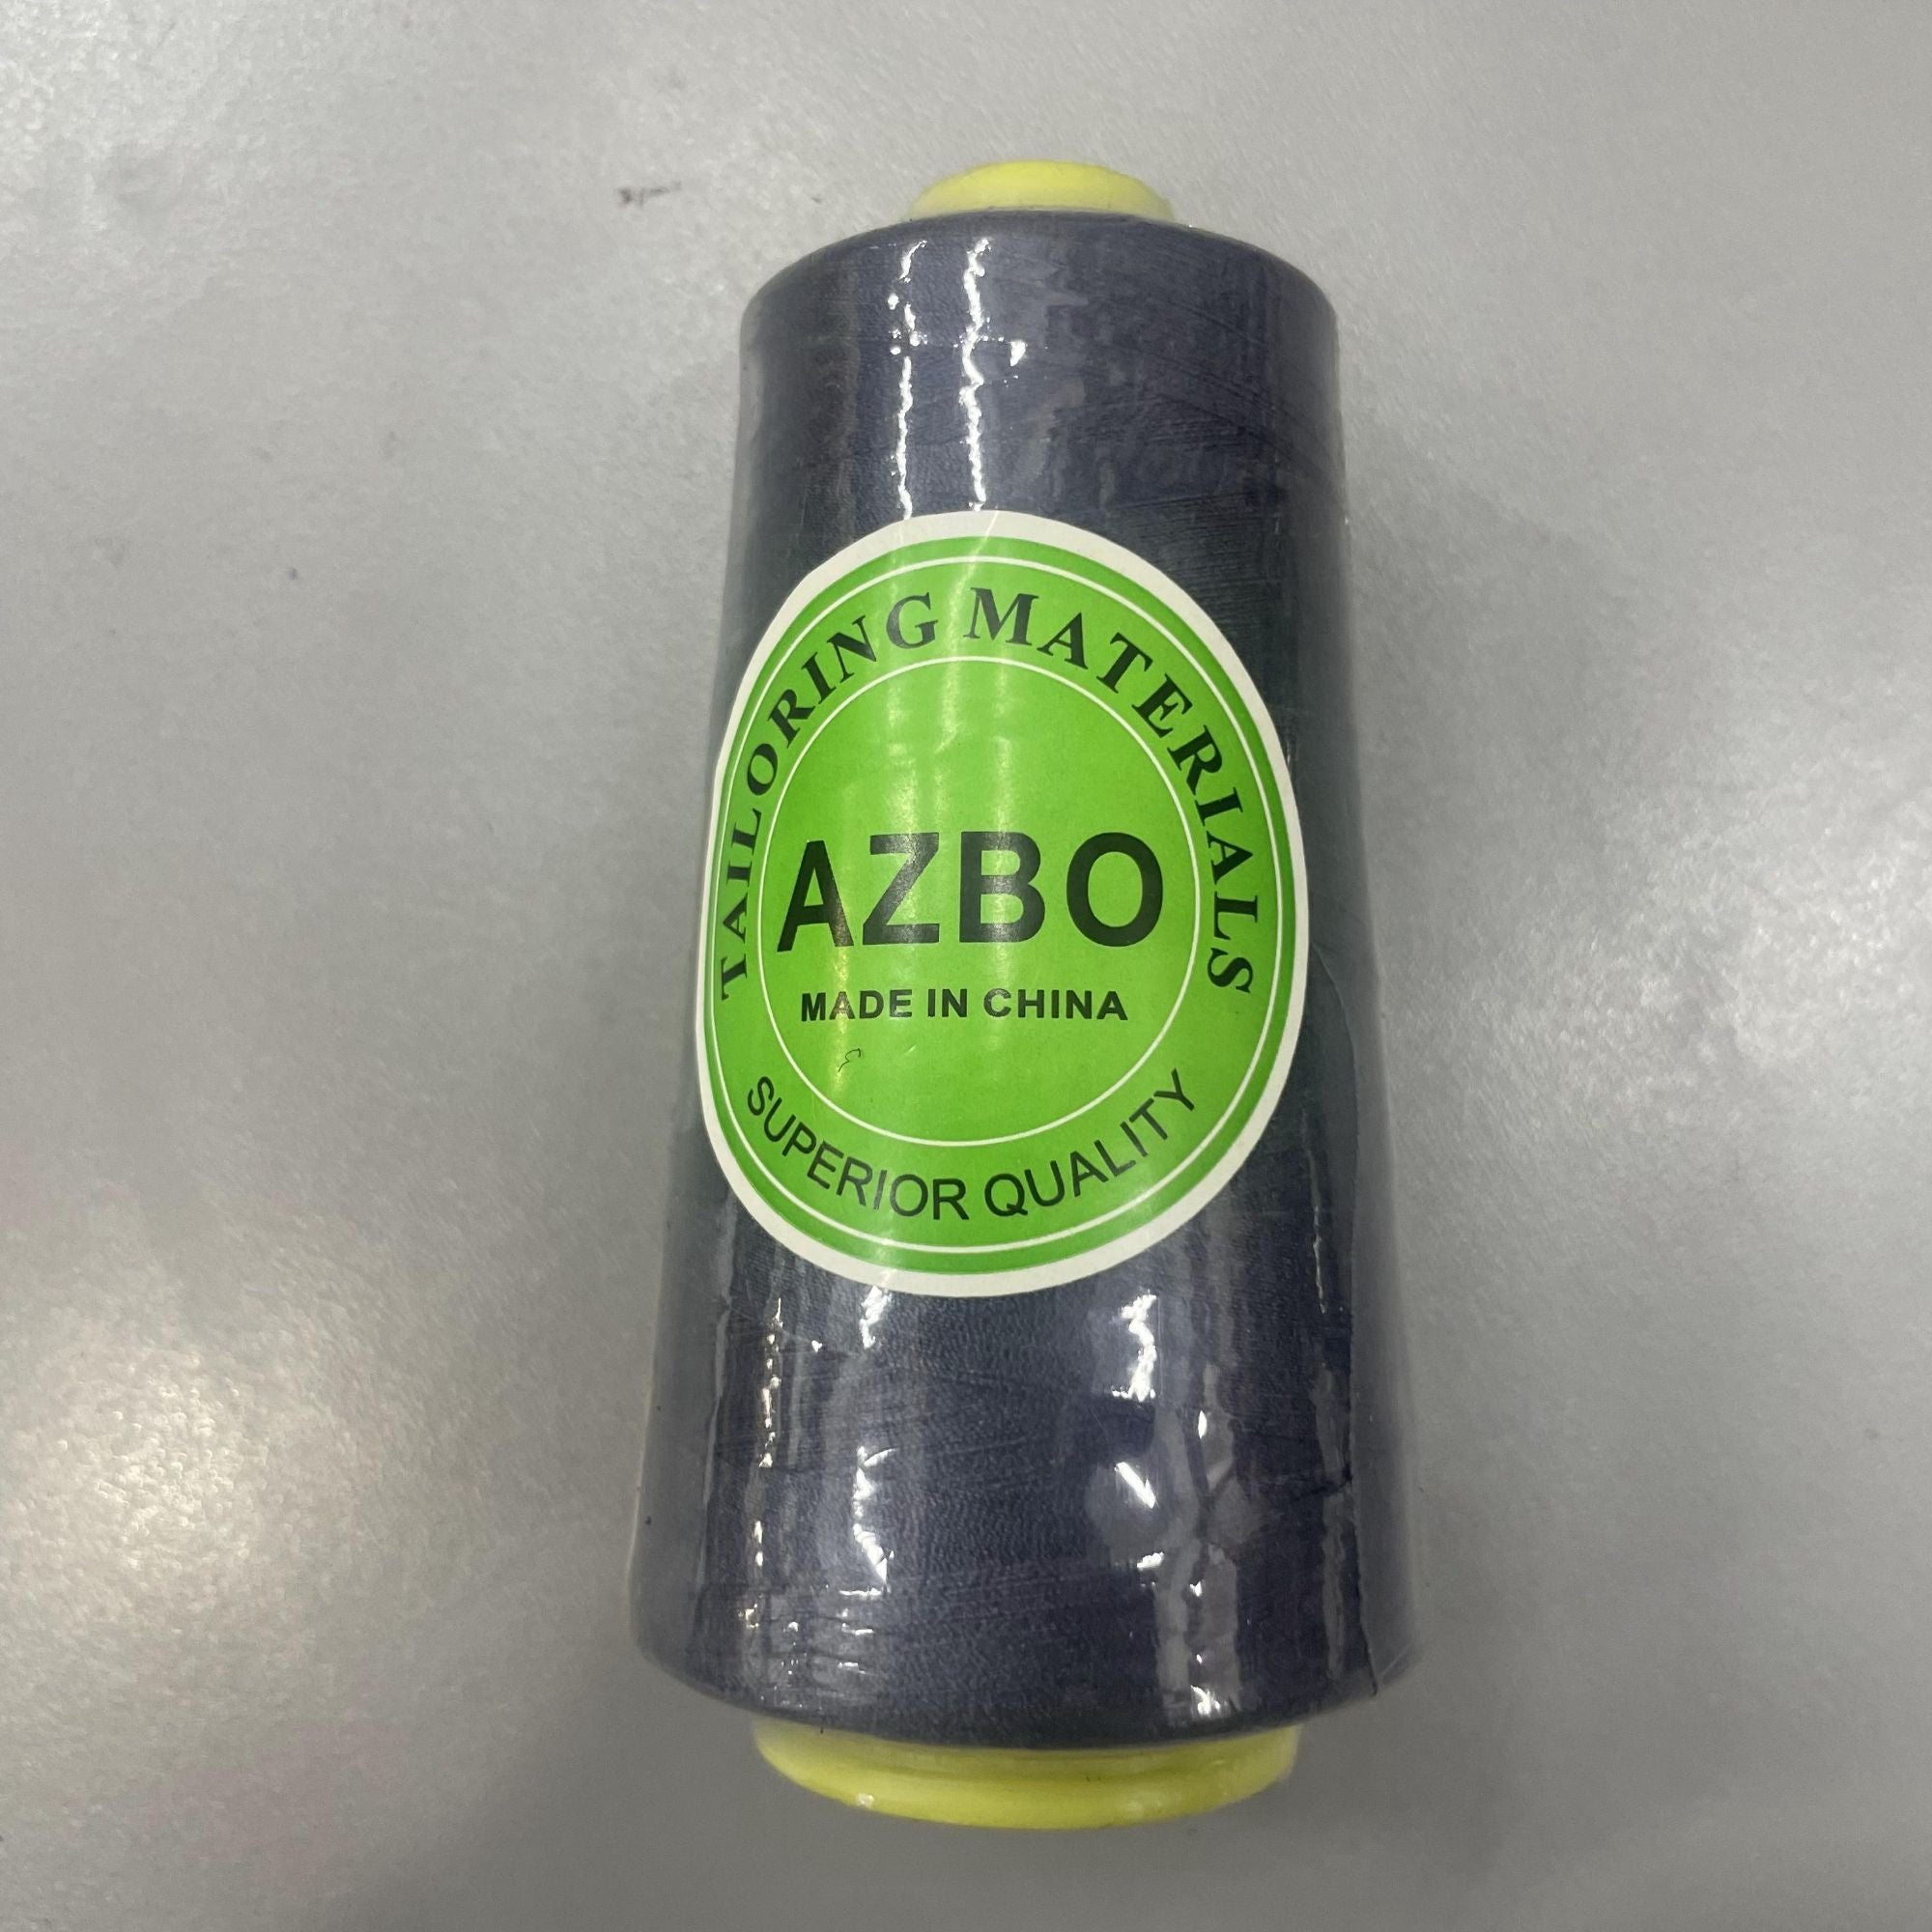 TAILORING MATERIALS
AZBO
MADE IN CHINA
SUPERIOR QUALITY